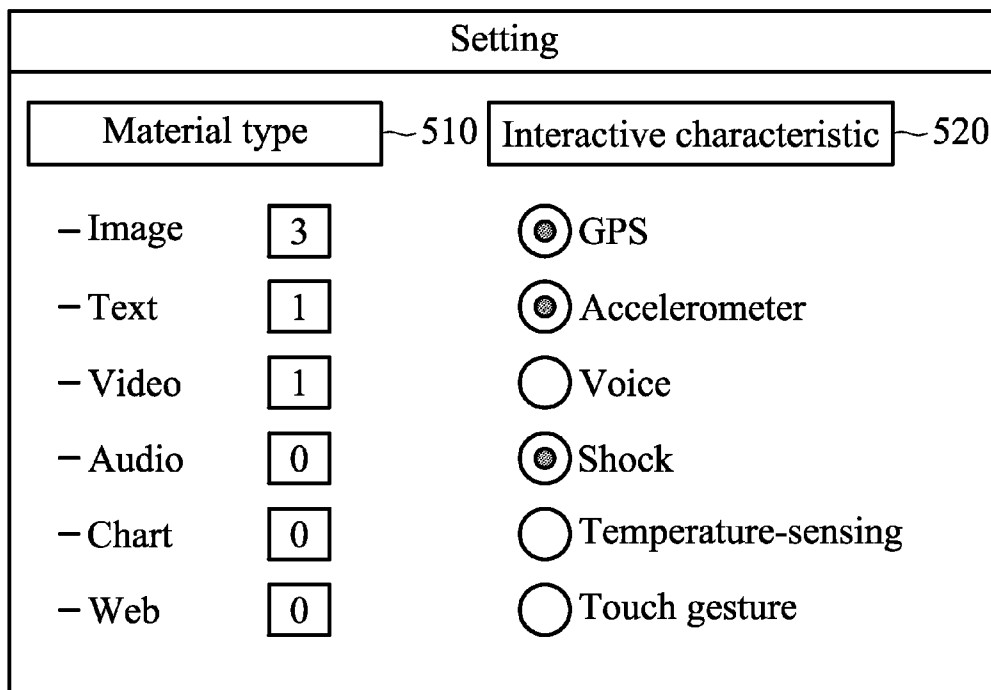 Setting
Material type 510 Interactive characteristic 520
– Image 3 GPS
– Text 1 Accelerometer
– Video 1 Voice
– Audio 0 Shock
– Chart 0 Temperature-sensing
– Web 0 Touch gesture